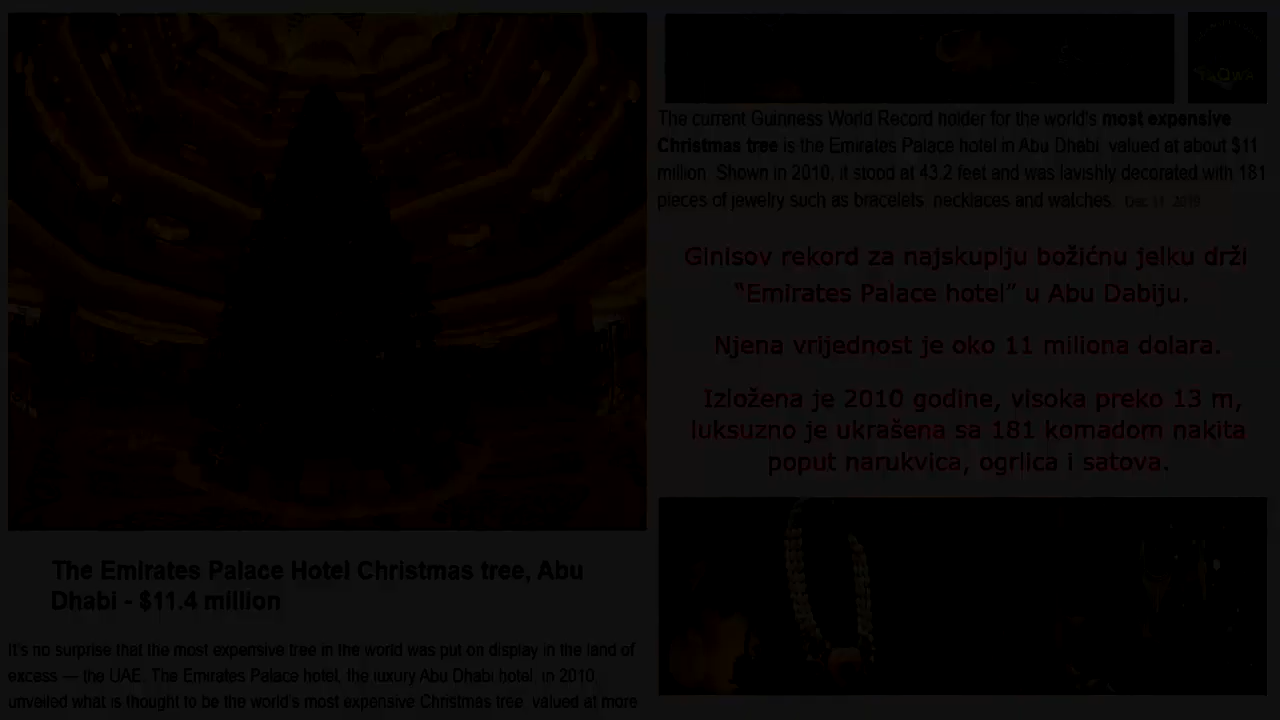 TaQWA
The current Guinness World Record holder for the world's most expensive
Christmas tree is the Emirates Palace hotel in Abu Dhabi, valued at about $11
million. Shown in 2010, it stood at 43.2 feet and was lavishly decorated with 181
pieces of jewelry such as bracelets, necklaces and watches. Dec 11, 2019
Ginisov rekord za najskuplju božićnu jelku drži
“Emirates Palace hotel” u Abu Dabiju.
Njena vrijednost je oko 11 miliona dolara.
Izložena je 2010 godine, visoka preko 13 m,
luksuzno je ukrašena sa 181 komadom nakita
poput narukvica, ogrlica i satova.
The Emirates Palace Hotel Christmas tree, Abu
Dhabi - $11.4 million
It's no surprise that the most expensive tree in the world was put on display in the land of
excess — the UAE. The Emirates Palace hotel, the luxury Abu Dhabi hotel, in 2010,
unveiled what is thought to be the world's most expensive Christmas tree, valued at more